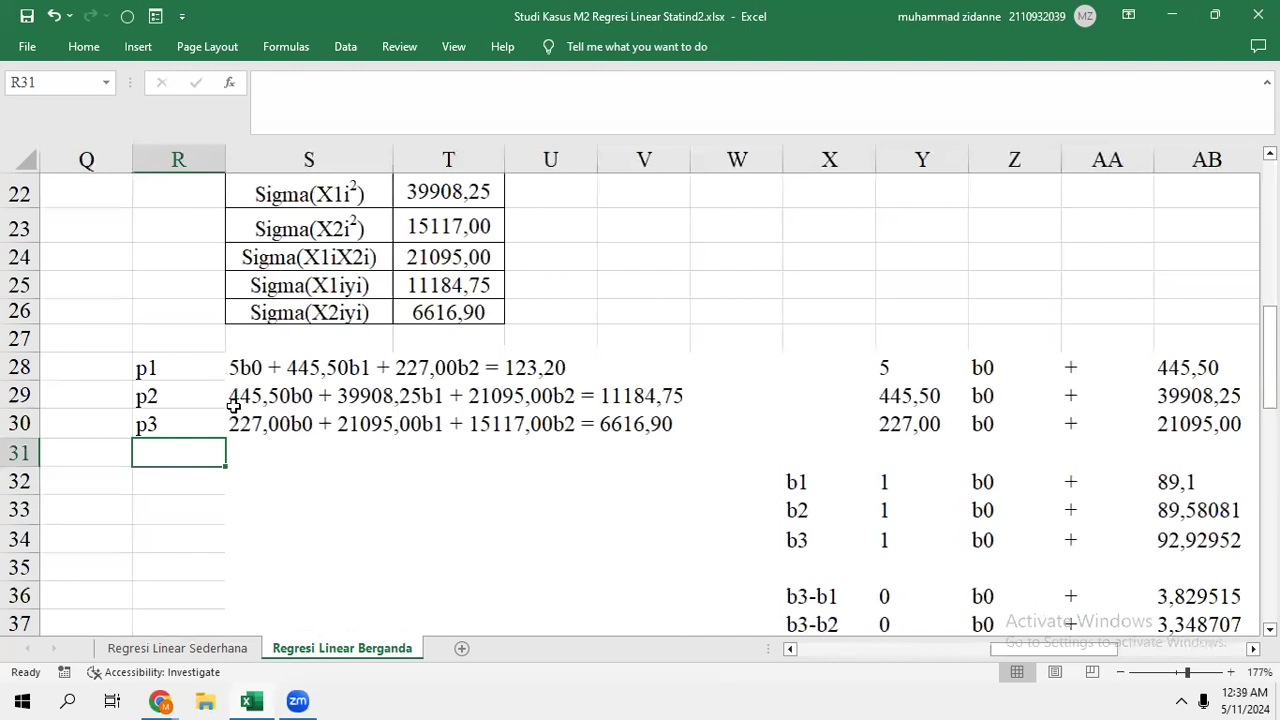 Studi Kasus M2 Regresi Linear Statind2.xlsx - Excel
muhammad zidanne 2110932039 MZ
File Home Insert Page Layout Formulas Data Review View Help Tell me what you want to do
R31
fx
Q R S T U V W X Y Z AA AB
22 Sigma(X1i²) 39908,25
23 Sigma(X2i²) 15117,00
24 Sigma(X1iX2i) 21095,00
25 Sigma(X1iyi) 11184,75
26 Sigma(X2iyi) 6616,90
27
28 p1 5b0 + 445,50b1 + 227,00b2 = 123,20 5 b0 + 445,50
29 p2 445,50b0 + 39908,25b1 + 21095,00b2 = 11184,75 445,50 b0 + 39908,25
30 p3 227,00b0 + 21095,00b1 + 15117,00b2 = 6616,90 227,00 b0 + 21095,00
31
32 b1 1 b0 + 89,1
33 b2 1 b0 + 89,58081
34 b3 1 b0 + 92,92952
35
36 b3-b1 0 b0 + 3,829515
37 b3-b2 0 b0 + 3,348707
Activate Windows
Go to Settings to activate Windows.
Regresi Linear Sederhana Regresi Linear Berganda
Ready Accessibility: Investigate 177%
zm
12:39 AM
5/11/2024